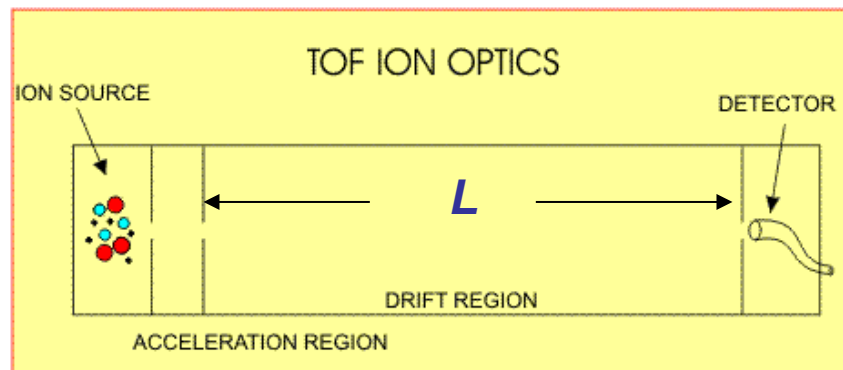 TOF ION OPTICS
ION SOURCE
DETECTOR
L
DRIFT REGION
ACCELERATION REGION